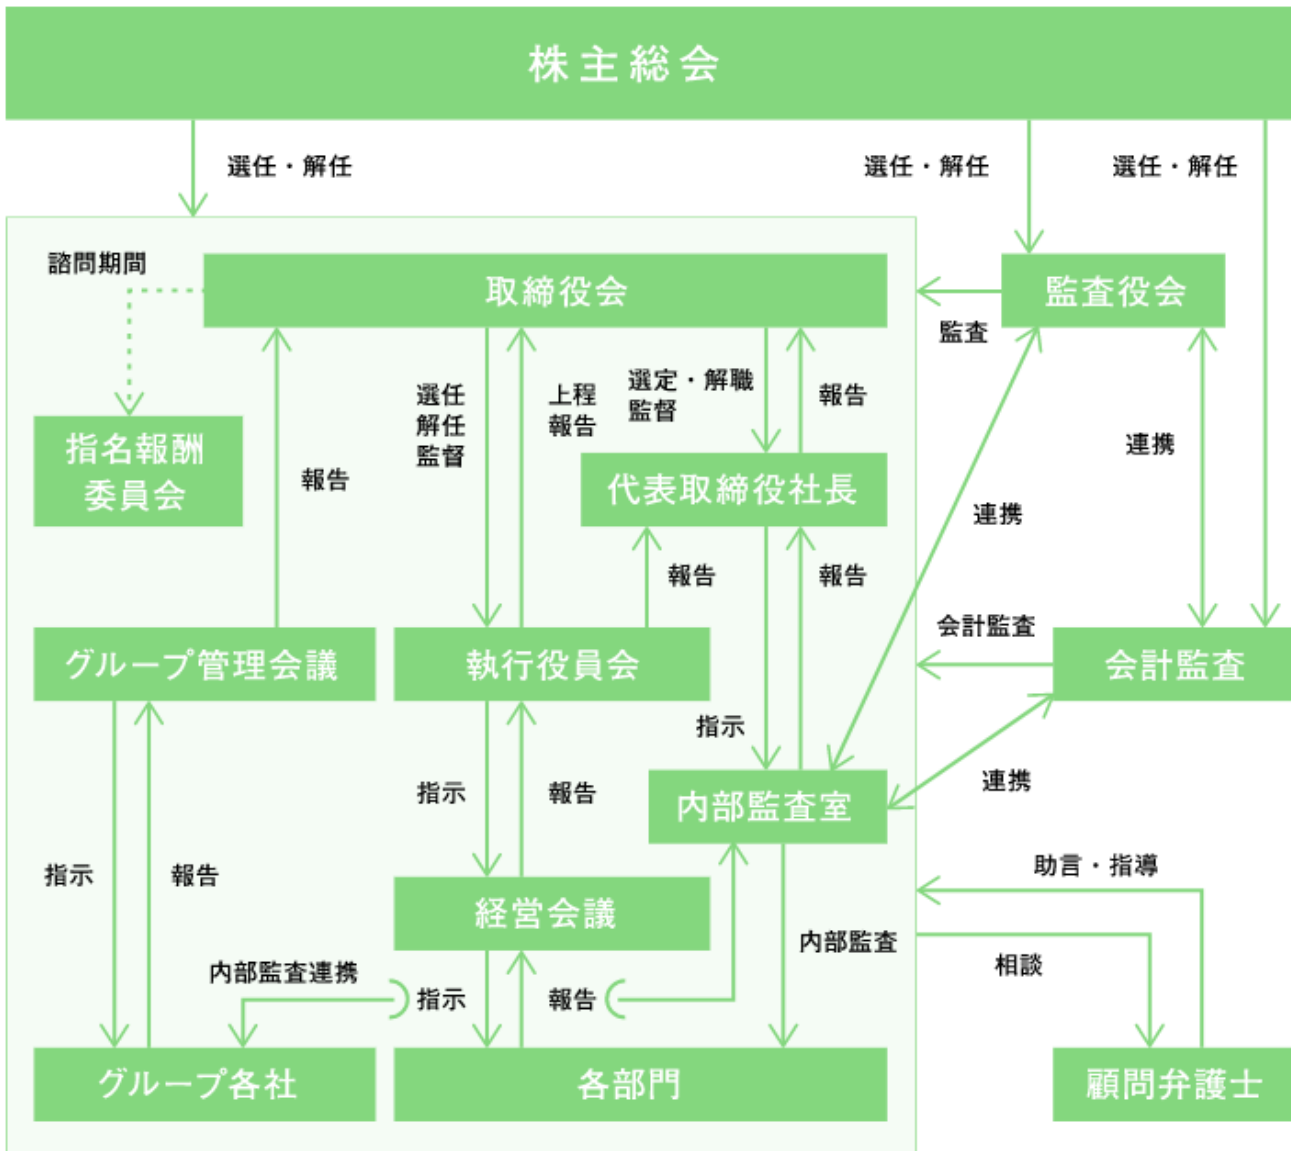 株主総会
選任・解任
選任・解任
選任・解任
諮問期間
取締役会
監査役会
監査
選任
解任
監督
上程
報告
選定・解職
監督
報告
連携
指名報酬
委員会
報告
代表取締役社長
連携
報告
報告
会計監査
グループ管理会議
執行役員会
会計監査
指示
連携
指示
報告
内部監査室
指示
報告
助言・指導
経営会議
内部監査
相談
内部監査連携
指示
報告
グループ各社
各部門
顧問弁護士